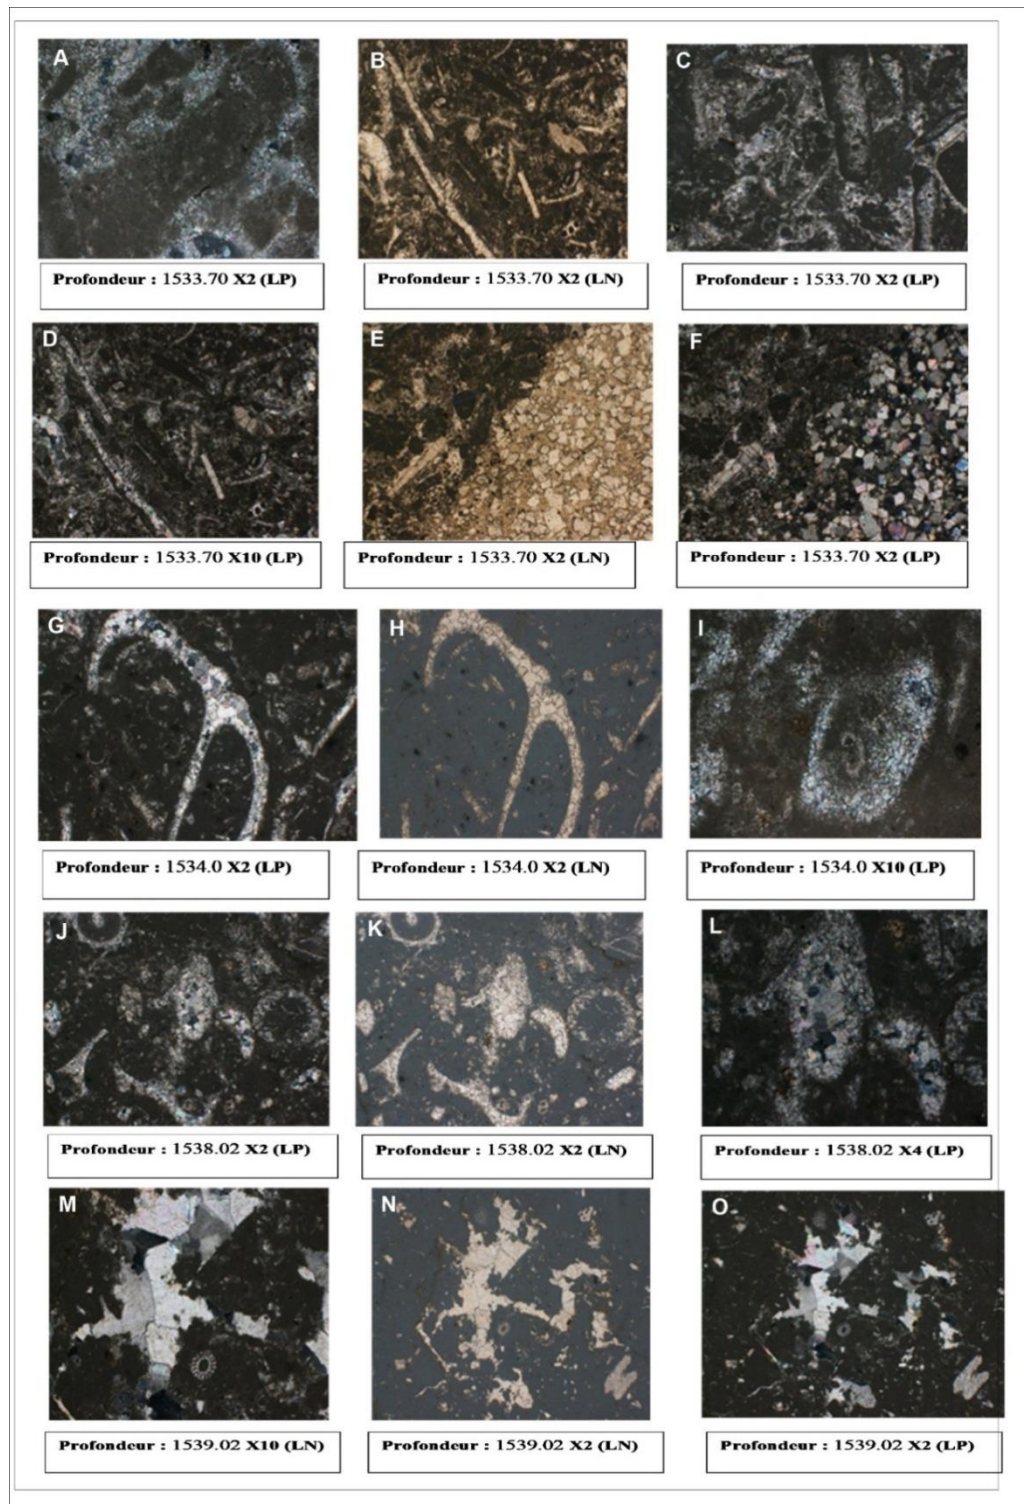 A
B
C
Profondeur : 1533.70 X2 (LP)
Profondeur : 1533.70 X2 (LN)
Profondeur : 1533.70 X2 (LP)
D
E
F
Profondeur : 1533.70 X10 (LP)
Profondeur : 1533.70 X2 (LN)
Profondeur : 1533.70 X2 (LP)
G
H
I
Profondeur : 1534.0 X2 (LP)
Profondeur : 1534.0 X2 (LN)
Profondeur : 1534.0 X10 (LP)
J
K
L
Profondeur : 1538.02 X2 (LP)
Profondeur : 1538.02 X2 (LN)
Profondeur : 1538.02 X4 (LP)
M
N
O
Profondeur : 1539.02 X10 (LN)
Profondeur : 1539.02 X2 (LN)
Profondeur : 1539.02 X2 (LP)